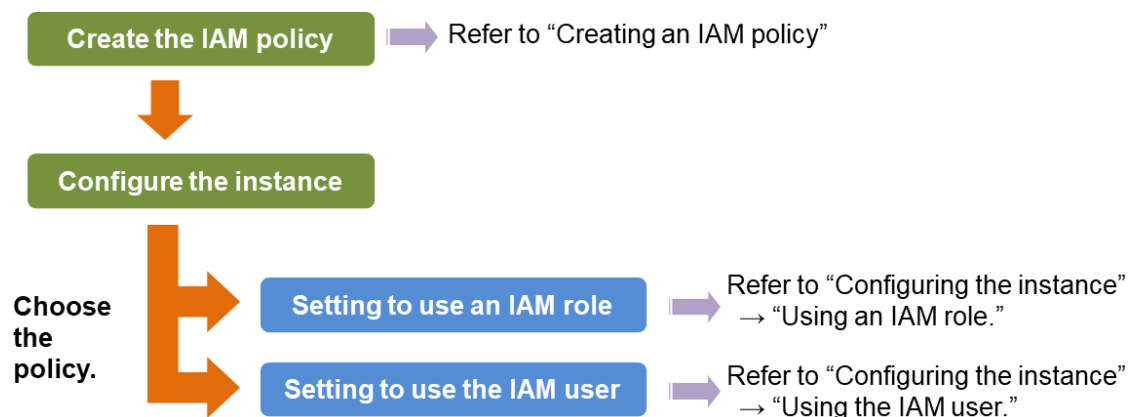 Create the IAM policy
Refer to “Creating an IAM policy”
Configure the instance
Choose
the
policy.
Setting to use an IAM role
Refer to “Configuring the instance”
→ “Using an IAM role.”
Setting to use the IAM user
Refer to “Configuring the instance”
→ “Using the IAM user.”